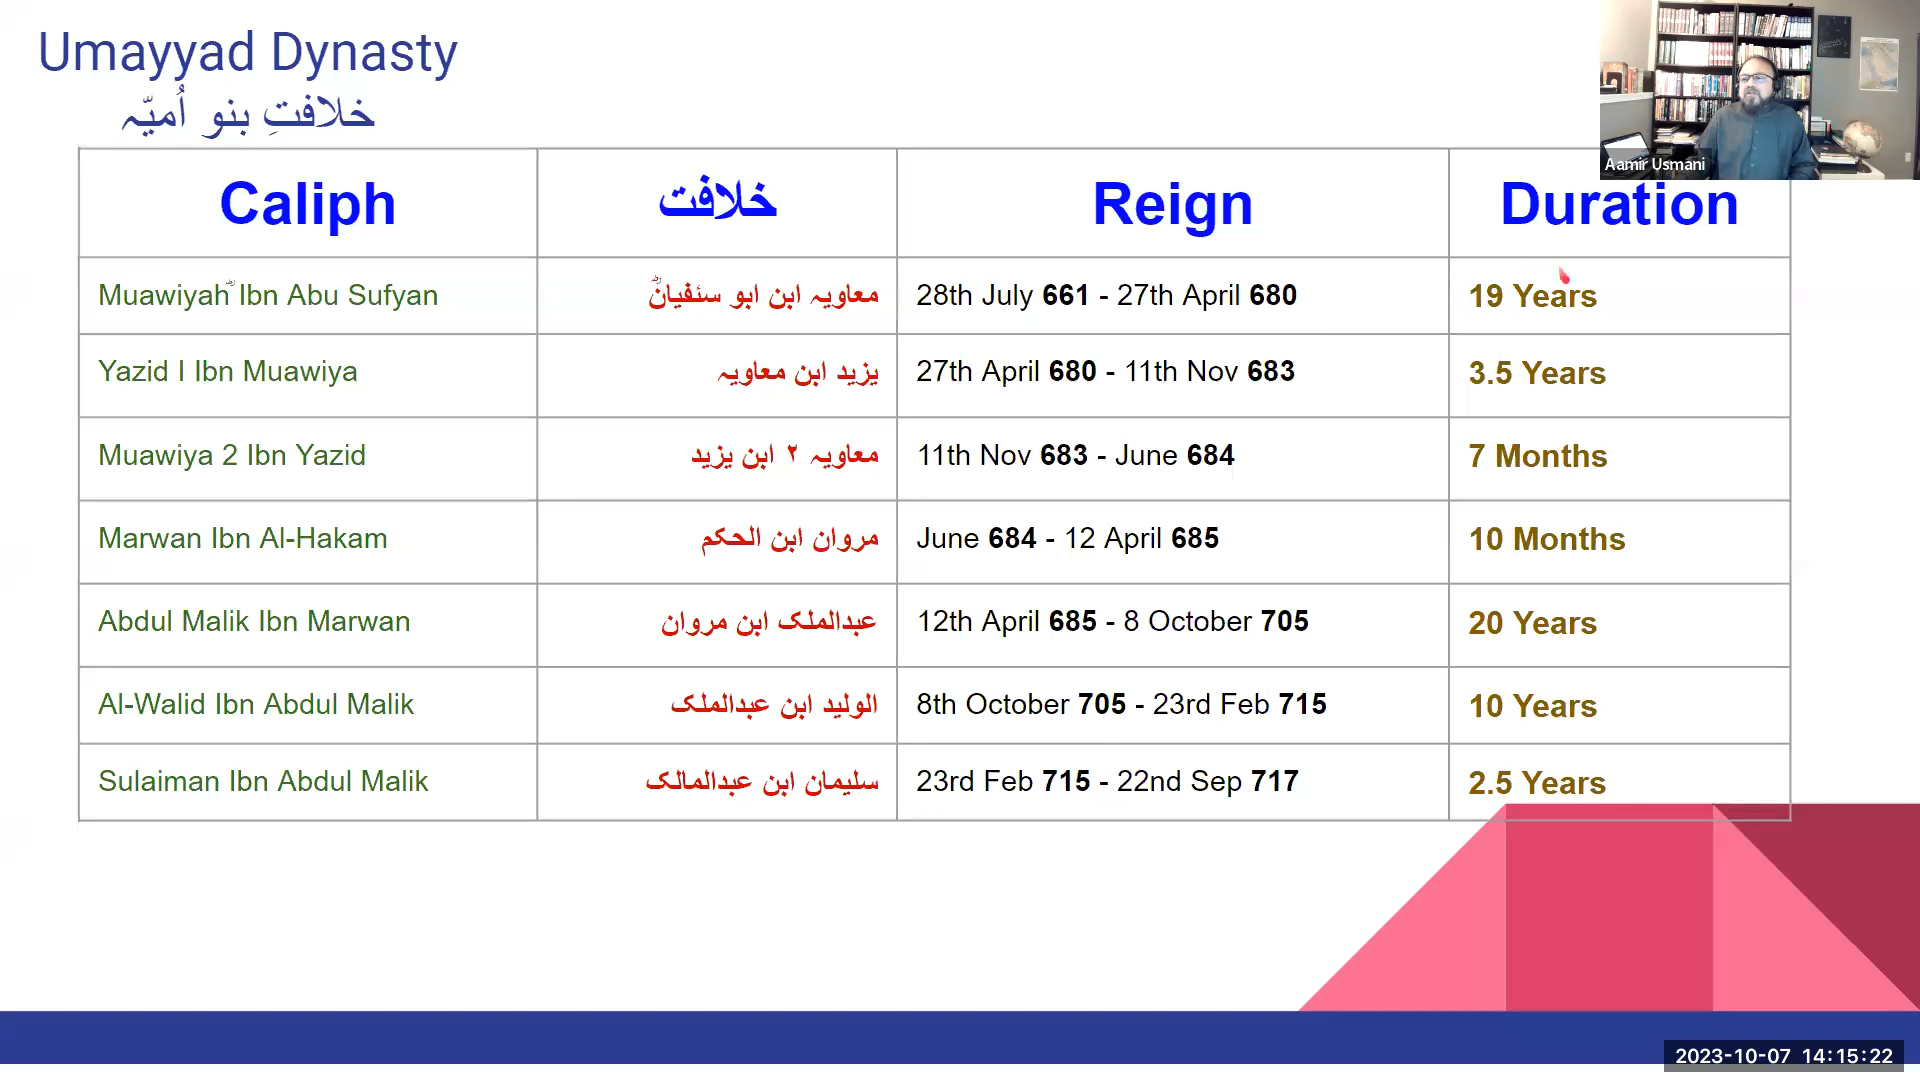 Umayyad Dynasty
خلافتِ بنو اُمیّہ
Aamir Usmani
Caliph خلافت Reign Duration
Muawiyahؓ Ibn Abu Sufyan معاویہ ابن ابو سئفیانؓ 28th July 661 - 27th April 680 19 Years
Yazid I Ibn Muawiya یزید ابن معاویہ 27th April 680 - 11th Nov 683 3.5 Years
Muawiya 2 Ibn Yazid معاویہ ۲ ابن یزید 11th Nov 683 - June 684 7 Months
Marwan Ibn Al-Hakam مروان ابن الحکم June 684 - 12 April 685 10 Months
Abdul Malik Ibn Marwan عبدالملک ابن مروان 12th April 685 - 8 October 705 20 Years
Al-Walid Ibn Abdul Malik الولید ابن عبدالملک 8th October 705 - 23rd Feb 715 10 Years
Sulaiman Ibn Abdul Malik سلیمان ابن عبدالمالک 23rd Feb 715 - 22nd Sep 717 2.5 Years
2023-10-07 14:15:22